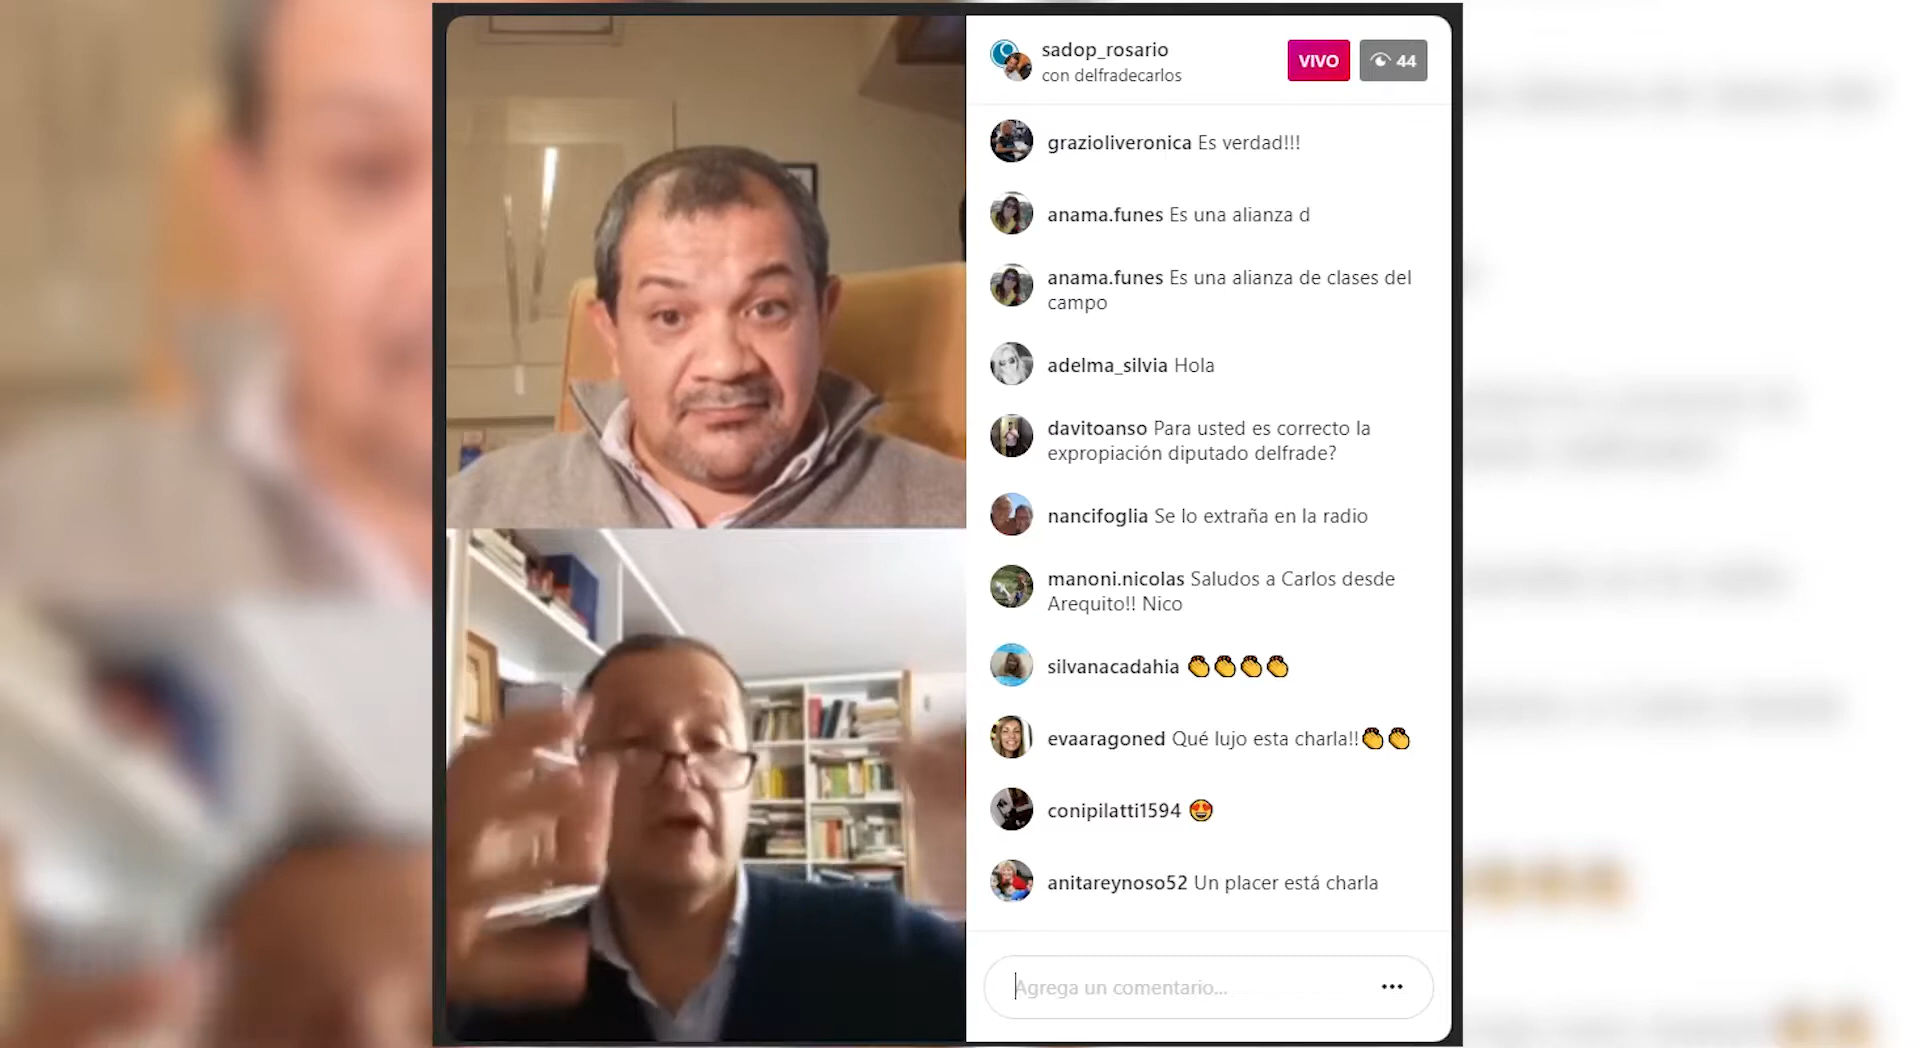 sadop_rosario
con delfradecarlos
VIVO
44
grazioliveronica Es verdad!!!
anama.funes Es una alianza d
anama.funes Es una alianza de clases del
campo
adelma_silvia Hola
davitoanso Para usted es correcto la
expropiación diputado delfrade?
nancifoglia Se lo extraña en la radio
manoni.nicolas Saludos a Carlos desde
Arequito!! Nico
silvanacadahia 👏👏👏👏
evaaragoned Qué lujo esta charla!!👏👏
conipilatti1594 😍
anitareynoso52 Un placer está charla
Agrega un comentario...